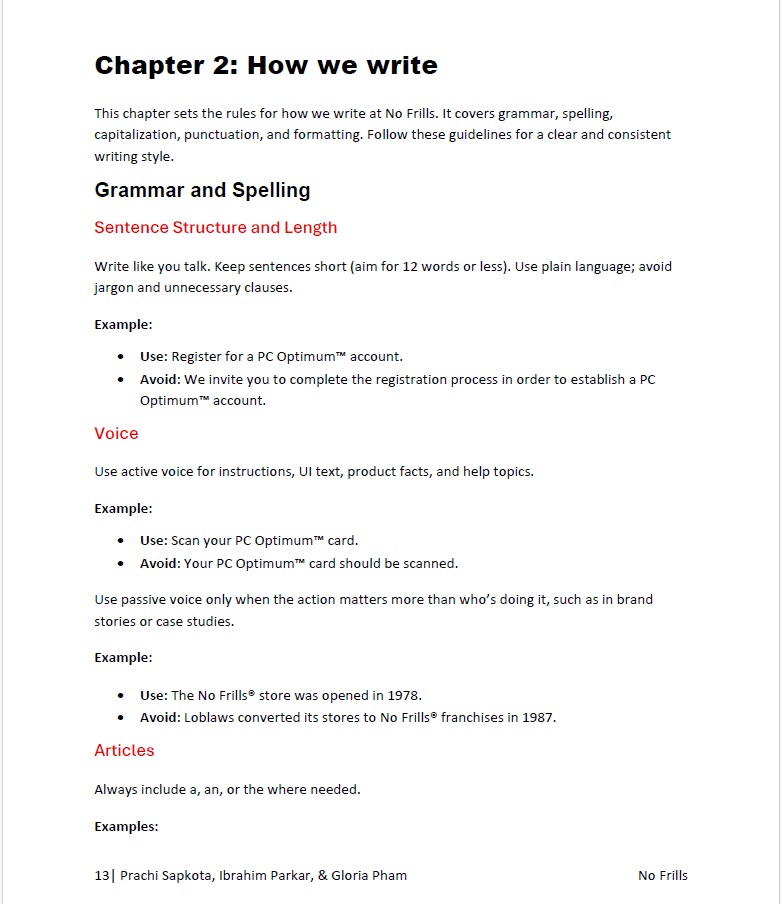 Chapter 2: How we write
This chapter sets the rules for how we write at No Frills. It covers grammar, spelling,
capitalization, punctuation, and formatting. Follow these guidelines for a clear and consistent
writing style.
Grammar and Spelling
Sentence Structure and Length
Write like you talk. Keep sentences short (aim for 12 words or less). Use plain language; avoid
jargon and unnecessary clauses.
Example:
• Use: Register for a PC Optimum™ account.
• Avoid: We invite you to complete the registration process in order to establish a PC
Optimum™ account.
Voice
Use active voice for instructions, UI text, product facts, and help topics.
Example:
• Use: Scan your PC Optimum™ card.
• Avoid: Your PC Optimum™ card should be scanned.
Use passive voice only when the action matters more than who’s doing it, such as in brand
stories or case studies.
Example:
• Use: The No Frills® store was opened in 1978.
• Avoid: Loblaws converted its stores to No Frills® franchises in 1987.
Articles
Always include a, an, or the where needed.
Examples:
13| Prachi Sapkota, Ibrahim Parkar, & Gloria Pham No Frills